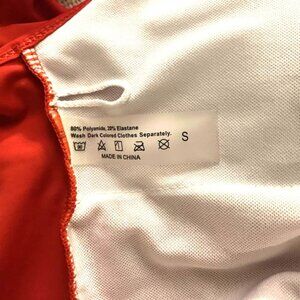 80% Polyamide, 20% Elastane
Wash Dark Colored Clothes Separately.
S
MADE IN CHINA